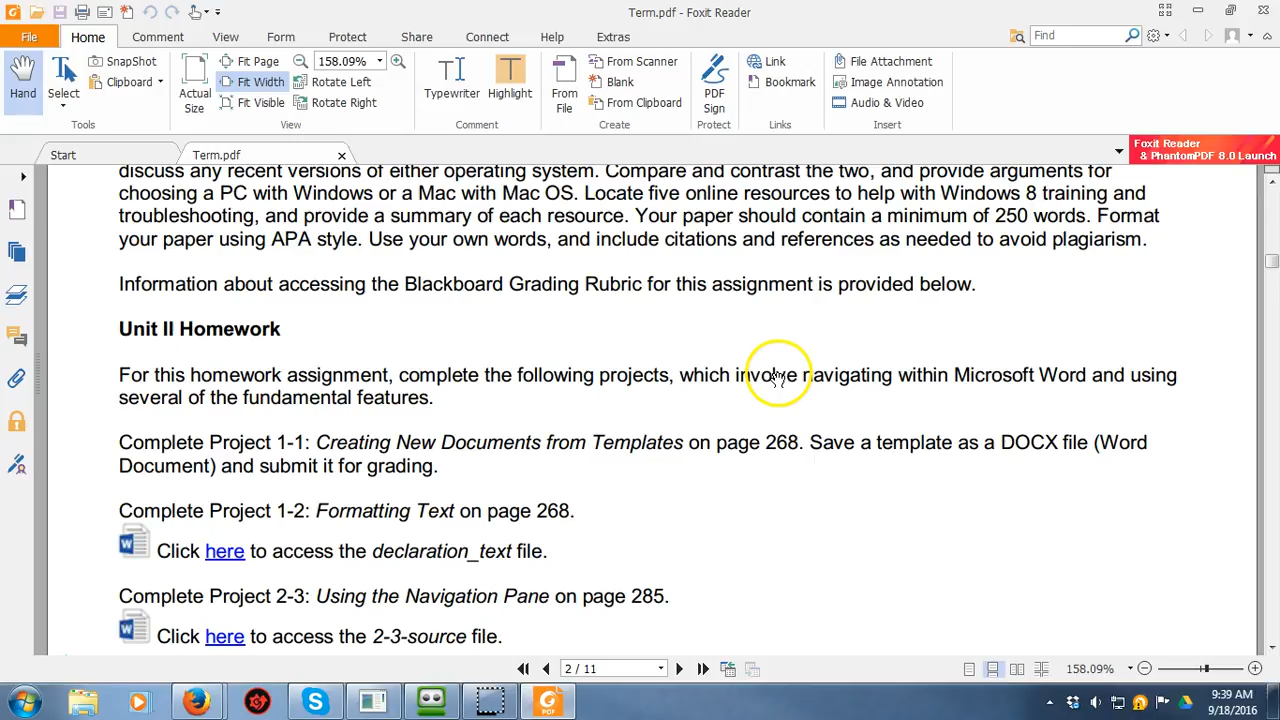 Term.pdf - Foxit Reader
File Home Comment View Form Protect Share Connect Help Extras Find
Hand
Select
SnapShot
Clipboard
Tools
Actual Size
Fit Page
Fit Width
Fit Visible
158.09%
Rotate Left
Rotate Right
View
Typewriter
Highlight
Comment
From File
From Scanner
Blank
From Clipboard
Create
PDF Sign
Protect
Link
Bookmark
Links
File Attachment
Image Annotation
Audio & Video
Insert
Start
Term.pdf
Foxit Reader
& PhantomPDF 8.0 Launch
discuss any recent versions of either operating system. Compare and contrast the two, and provide arguments for
choosing a PC with Windows or a Mac with Mac OS. Locate five online resources to help with Windows 8 training and
troubleshooting, and provide a summary of each resource. Your paper should contain a minimum of 250 words. Format
your paper using APA style. Use your own words, and include citations and references as needed to avoid plagiarism.
Information about accessing the Blackboard Grading Rubric for this assignment is provided below.
Unit II Homework
For this homework assignment, complete the following projects, which involve navigating within Microsoft Word and using
several of the fundamental features.
Complete Project 1-1: Creating New Documents from Templates on page 268. Save a template as a DOCX file (Word
Document) and submit it for grading.
Complete Project 1-2: Formatting Text on page 268.
Click here to access the declaration_text file.
Complete Project 2-3: Using the Navigation Pane on page 285.
Click here to access the 2-3-source file.
2 / 11
158.09%
9:39 AM
9/18/2016